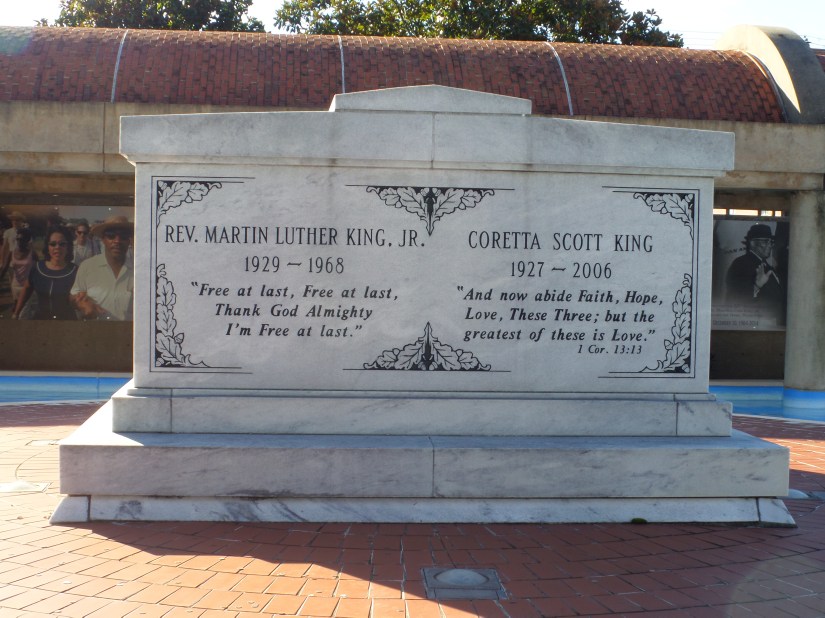 REV. MARTIN LUTHER KING, JR.
1929 — 1968
"Free at last, Free at last,
Thank God Almighty
I'm Free at last."
CORETTA SCOTT KING
1927 — 2006
"And now abide Faith, Hope,
Love, These Three; but the
greatest of these is Love."
1 Cor. 13:13